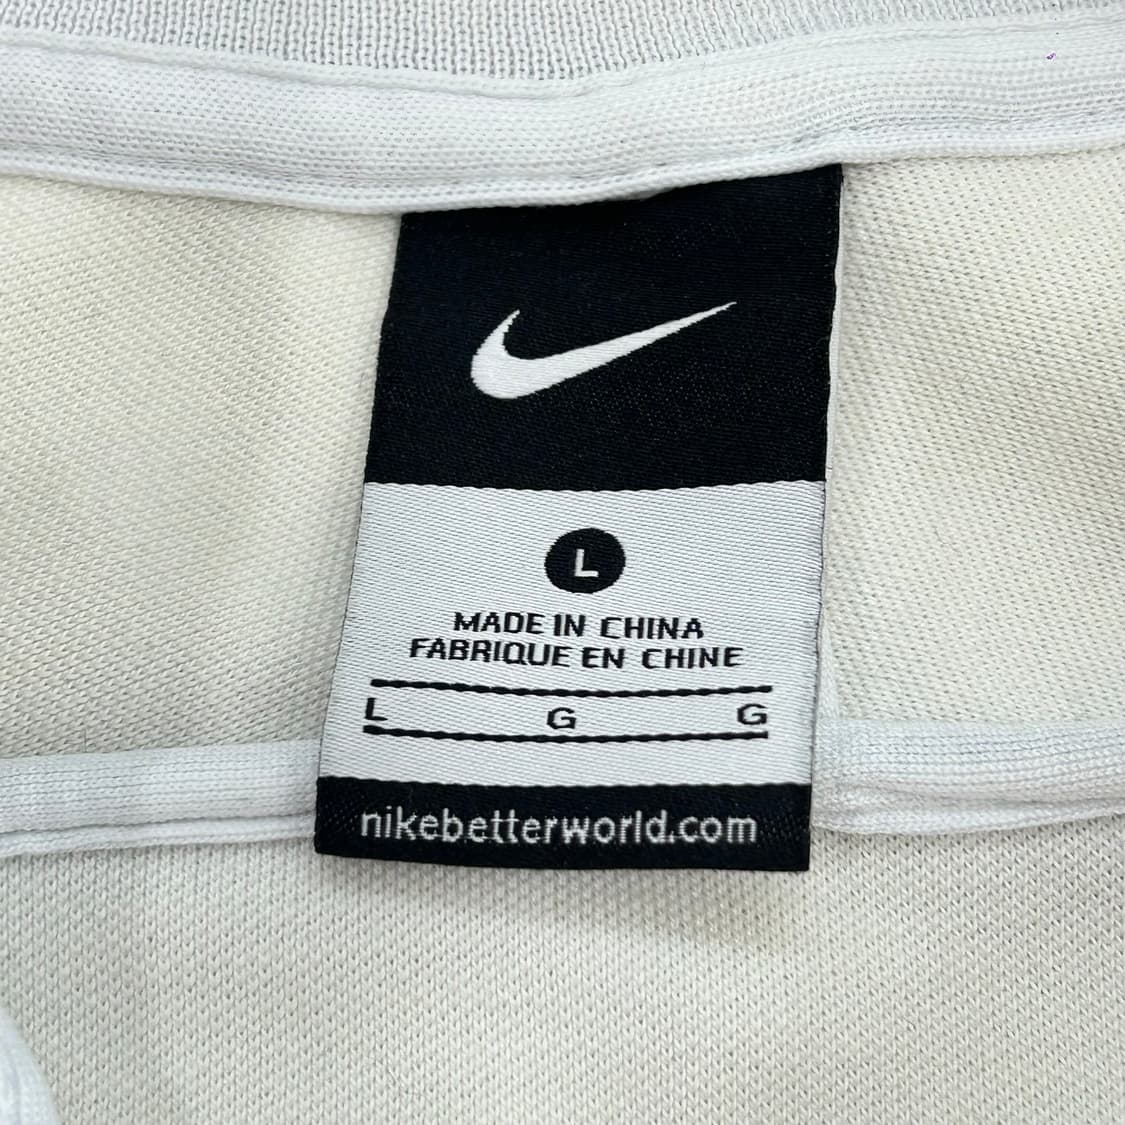 L
MADE IN CHINA
FABRIQUE EN CHINE
L G G
nikebetterworld.com